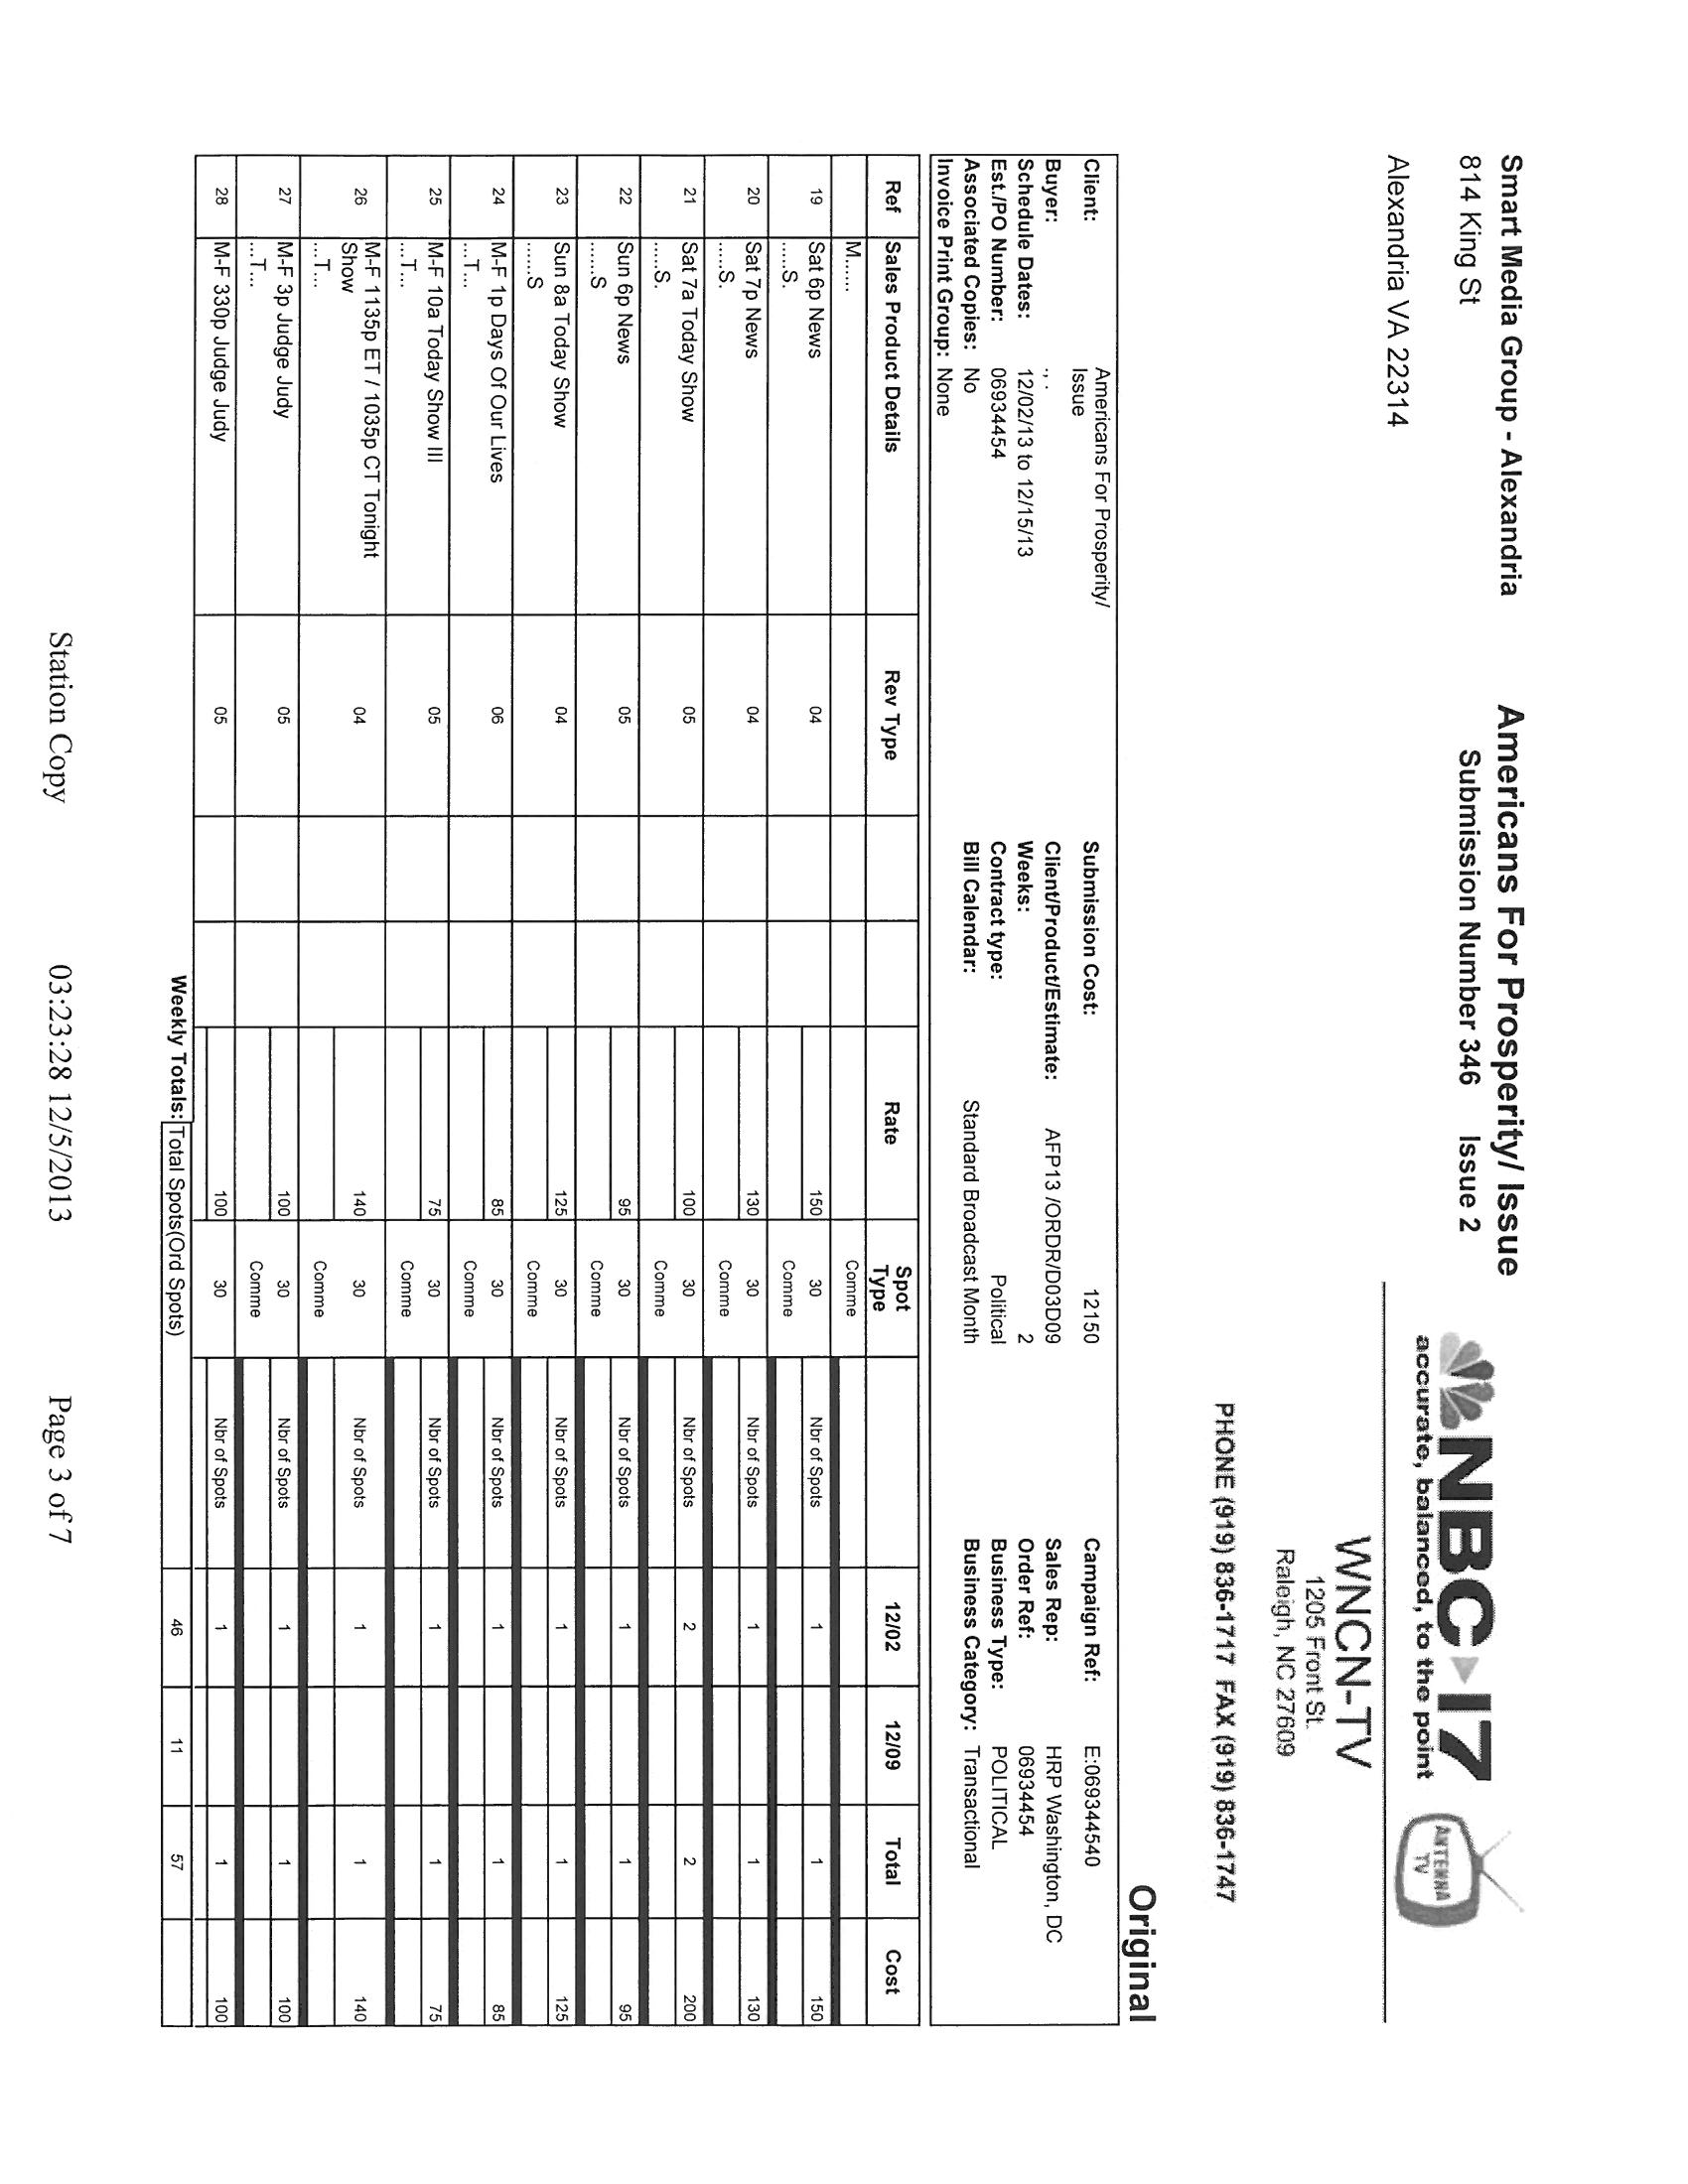 Smart Media Group - Alexandria
814 King St
Alexandria VA 22314
Americans For Prosperity/ Issue
Submission Number 346 Issue 2
NBC 17
accurate, balanced, to the point
ANTENNA
TV
WNCN-TV
1205 Front St.
Raleigh, NC 27609
PHONE (919) 836-1717 FAX (919) 836-1747
Original
Client: Americans For Prosperity/ Submission Cost: 12150 Campaign Ref: E:069344540
Issue
Buyer: ., . Client/Product/Estimate: AFP13 /ORDR/D03D09 Sales Rep: HRP Washington, DC
Schedule Dates: 12/02/13 to 12/15/13 Weeks: 2 Order Ref: 06934454
Est./PO Number: 06934454 Contract type: Political Business Type: POLITICAL
Associated Copies: No Bill Calendar: Standard Broadcast Month Business Category: Transactional
Invoice Print Group: None
Ref Sales Product Details Rev Type Rate Spot Type 12/02 12/09 Total Cost
M...... Comme
19 Sat 6p News 04 150 30 Nbr of Spots 1 1 150
.....S. Comme
20 Sat 7p News 04 130 30 Nbr of Spots 1 1 130
.....S. Comme
21 Sat 7a Today Show 05 100 30 Nbr of Spots 2 2 200
.....S. Comme
22 Sun 6p News 05 95 30 Nbr of Spots 1 1 95
......S Comme
23 Sun 8a Today Show 04 125 30 Nbr of Spots 1 1 125
......S Comme
24 M-F 1p Days Of Our Lives 06 85 30 Nbr of Spots 1 1 85
...T... Comme
25 M-F 10a Today Show III 05 75 30 Nbr of Spots 1 1 75
...T... Comme
26 M-F 1135p ET / 1035p CT Tonight 04 140 30 Nbr of Spots 1 1 140
Show
...T... Comme
27 M-F 3p Judge Judy 05 100 30 Nbr of Spots 1 1 100
...T... Comme
28 M-F 330p Judge Judy 05 100 30 Nbr of Spots 1 1 100
Weekly Totals: Total Spots(Ord Spots) 46 11 57
Station Copy 03:23:28 12/5/2013 Page 3 of 7